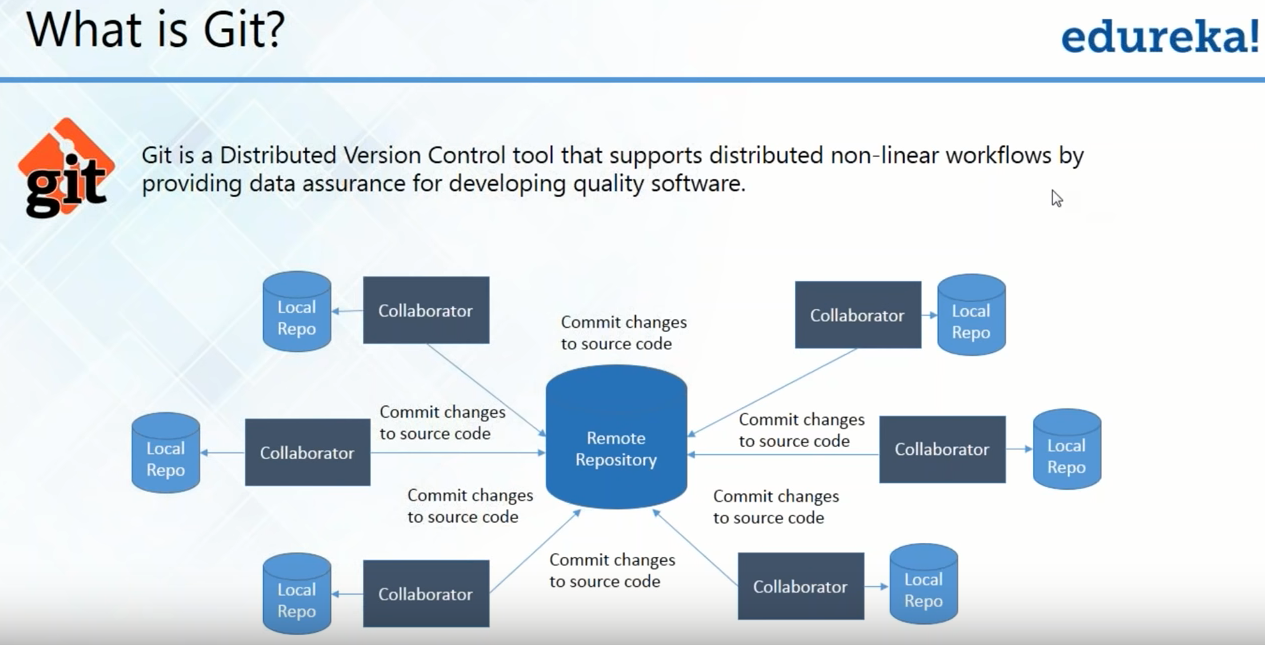 What is Git?
edureka!
git
Git is a Distributed Version Control tool that supports distributed non-linear workflows by
providing data assurance for developing quality software.
Local
Repo
Collaborator
Commit changes
to source code
Collaborator
Local
Repo
Local
Repo
Collaborator
Commit changes
to source code
Remote
Repository
Commit changes
to source code
Collaborator
Local
Repo
Commit changes
to source code
Commit changes
to source code
Local
Repo
Collaborator
Commit changes
to source code
Collaborator
Local
Repo